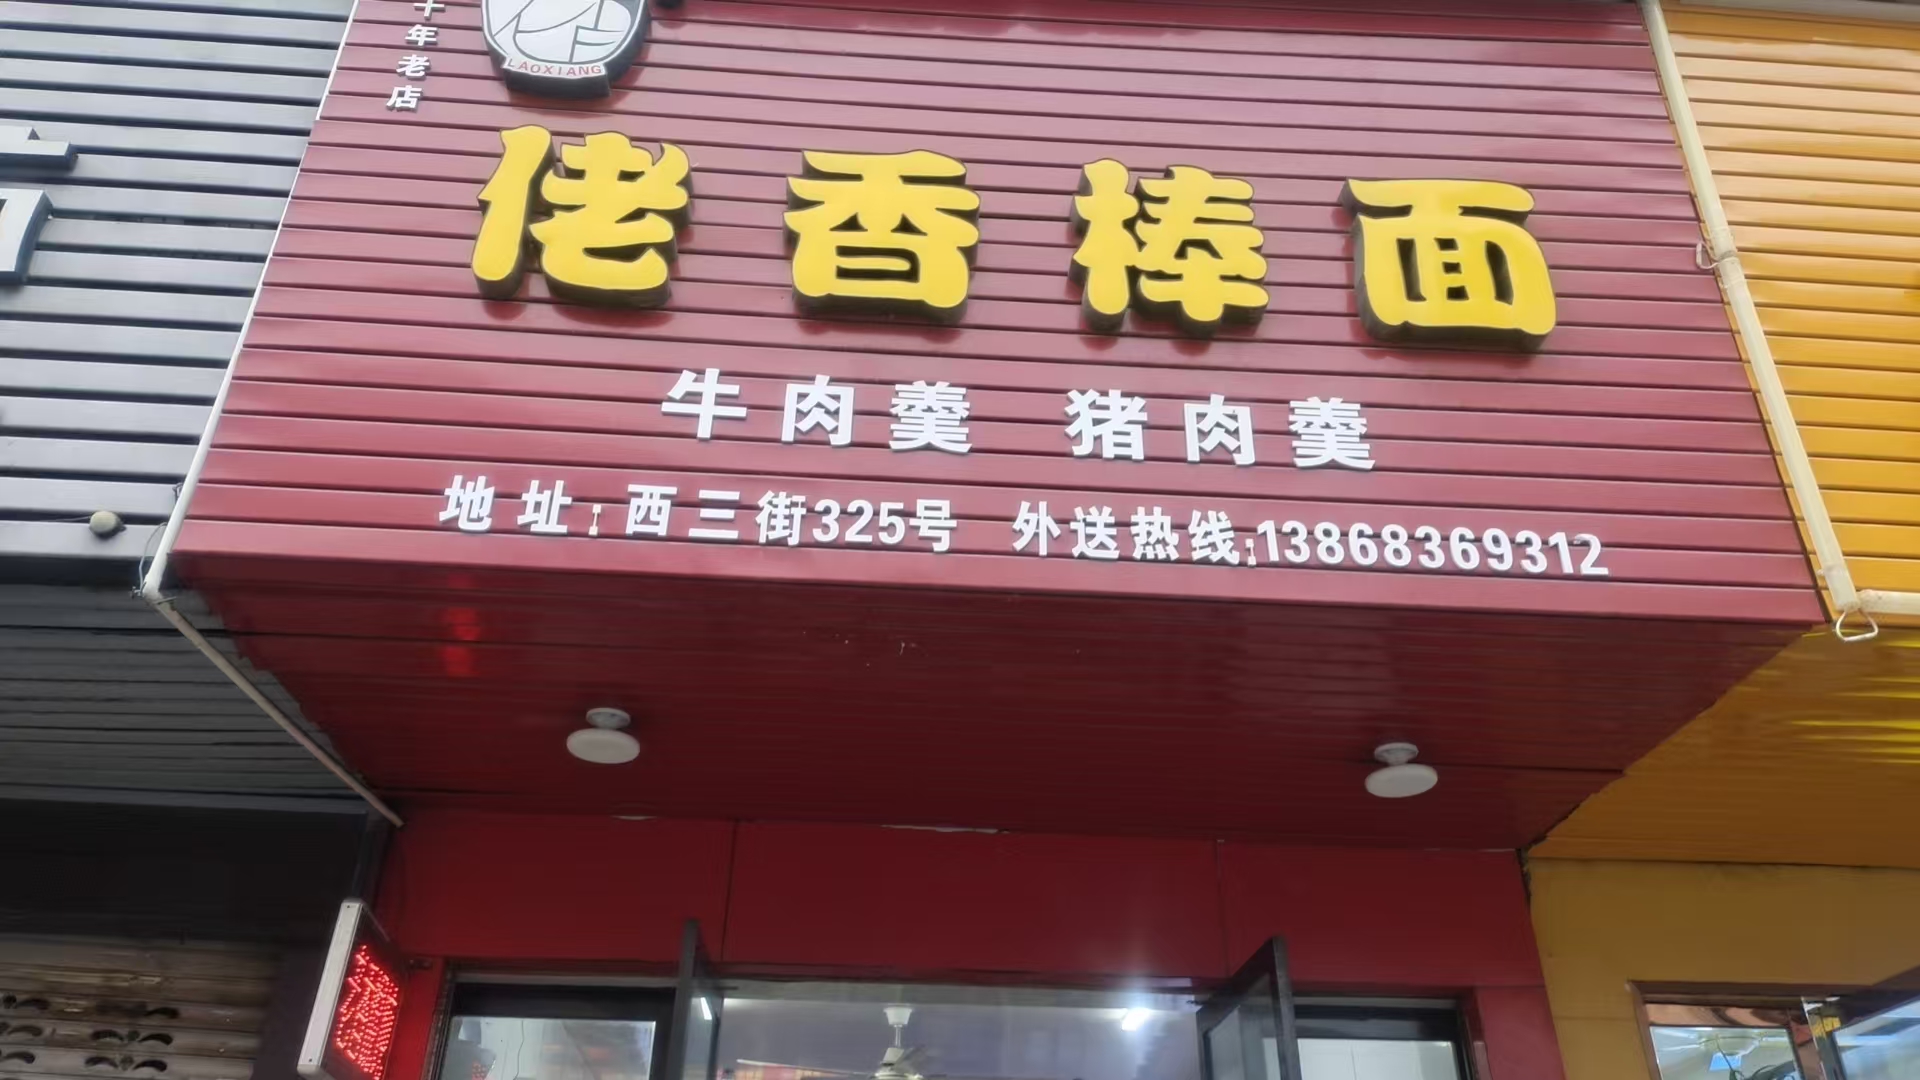 十年老店
LAOXIANG
佬香棒面
牛肉羹 猪肉羹
地址:西三街325号 外送热线:13868369312